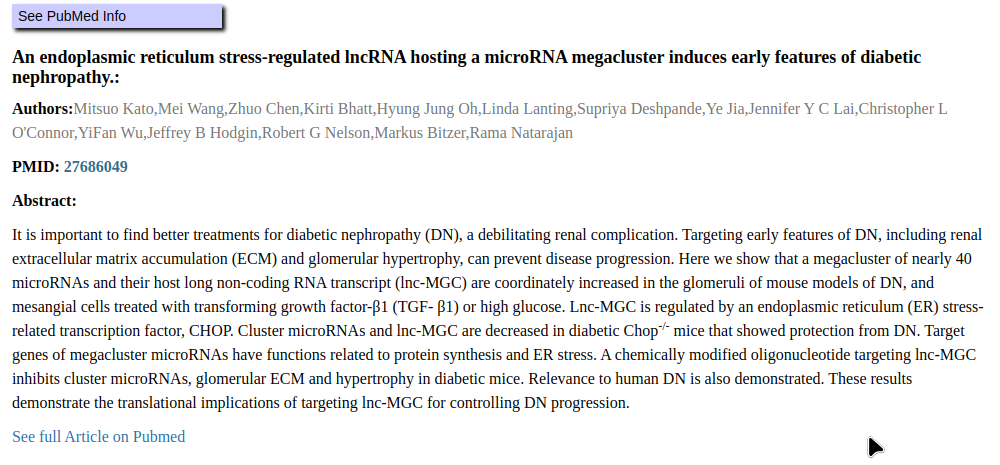 See PubMed Info
An endoplasmic reticulum stress-regulated lncRNA hosting a microRNA megacluster induces early features of diabetic
nephropathy.:
Authors:Mitsuo Kato,Mei Wang,Zhuo Chen,Kirti Bhatt,Hyung Jung Oh,Linda Lanting,Supriya Deshpande,Ye Jia,Jennifer Y C Lai,Christopher L
O'Connor,YiFan Wu,Jeffrey B Hodgin,Robert G Nelson,Markus Bitzer,Rama Natarajan
PMID: 27686049
Abstract:
It is important to find better treatments for diabetic nephropathy (DN), a debilitating renal complication. Targeting early features of DN, including renal
extracellular matrix accumulation (ECM) and glomerular hypertrophy, can prevent disease progression. Here we show that a megacluster of nearly 40
microRNAs and their host long non-coding RNA transcript (lnc-MGC) are coordinately increased in the glomeruli of mouse models of DN, and
mesangial cells treated with transforming growth factor-β1 (TGF- β1) or high glucose. Lnc-MGC is regulated by an endoplasmic reticulum (ER) stress-
related transcription factor, CHOP. Cluster microRNAs and lnc-MGC are decreased in diabetic Chop-/- mice that showed protection from DN. Target
genes of megacluster microRNAs have functions related to protein synthesis and ER stress. A chemically modified oligonucleotide targeting lnc-MGC
inhibits cluster microRNAs, glomerular ECM and hypertrophy in diabetic mice. Relevance to human DN is also demonstrated. These results
demonstrate the translational implications of targeting lnc-MGC for controlling DN progression.
See full Article on Pubmed